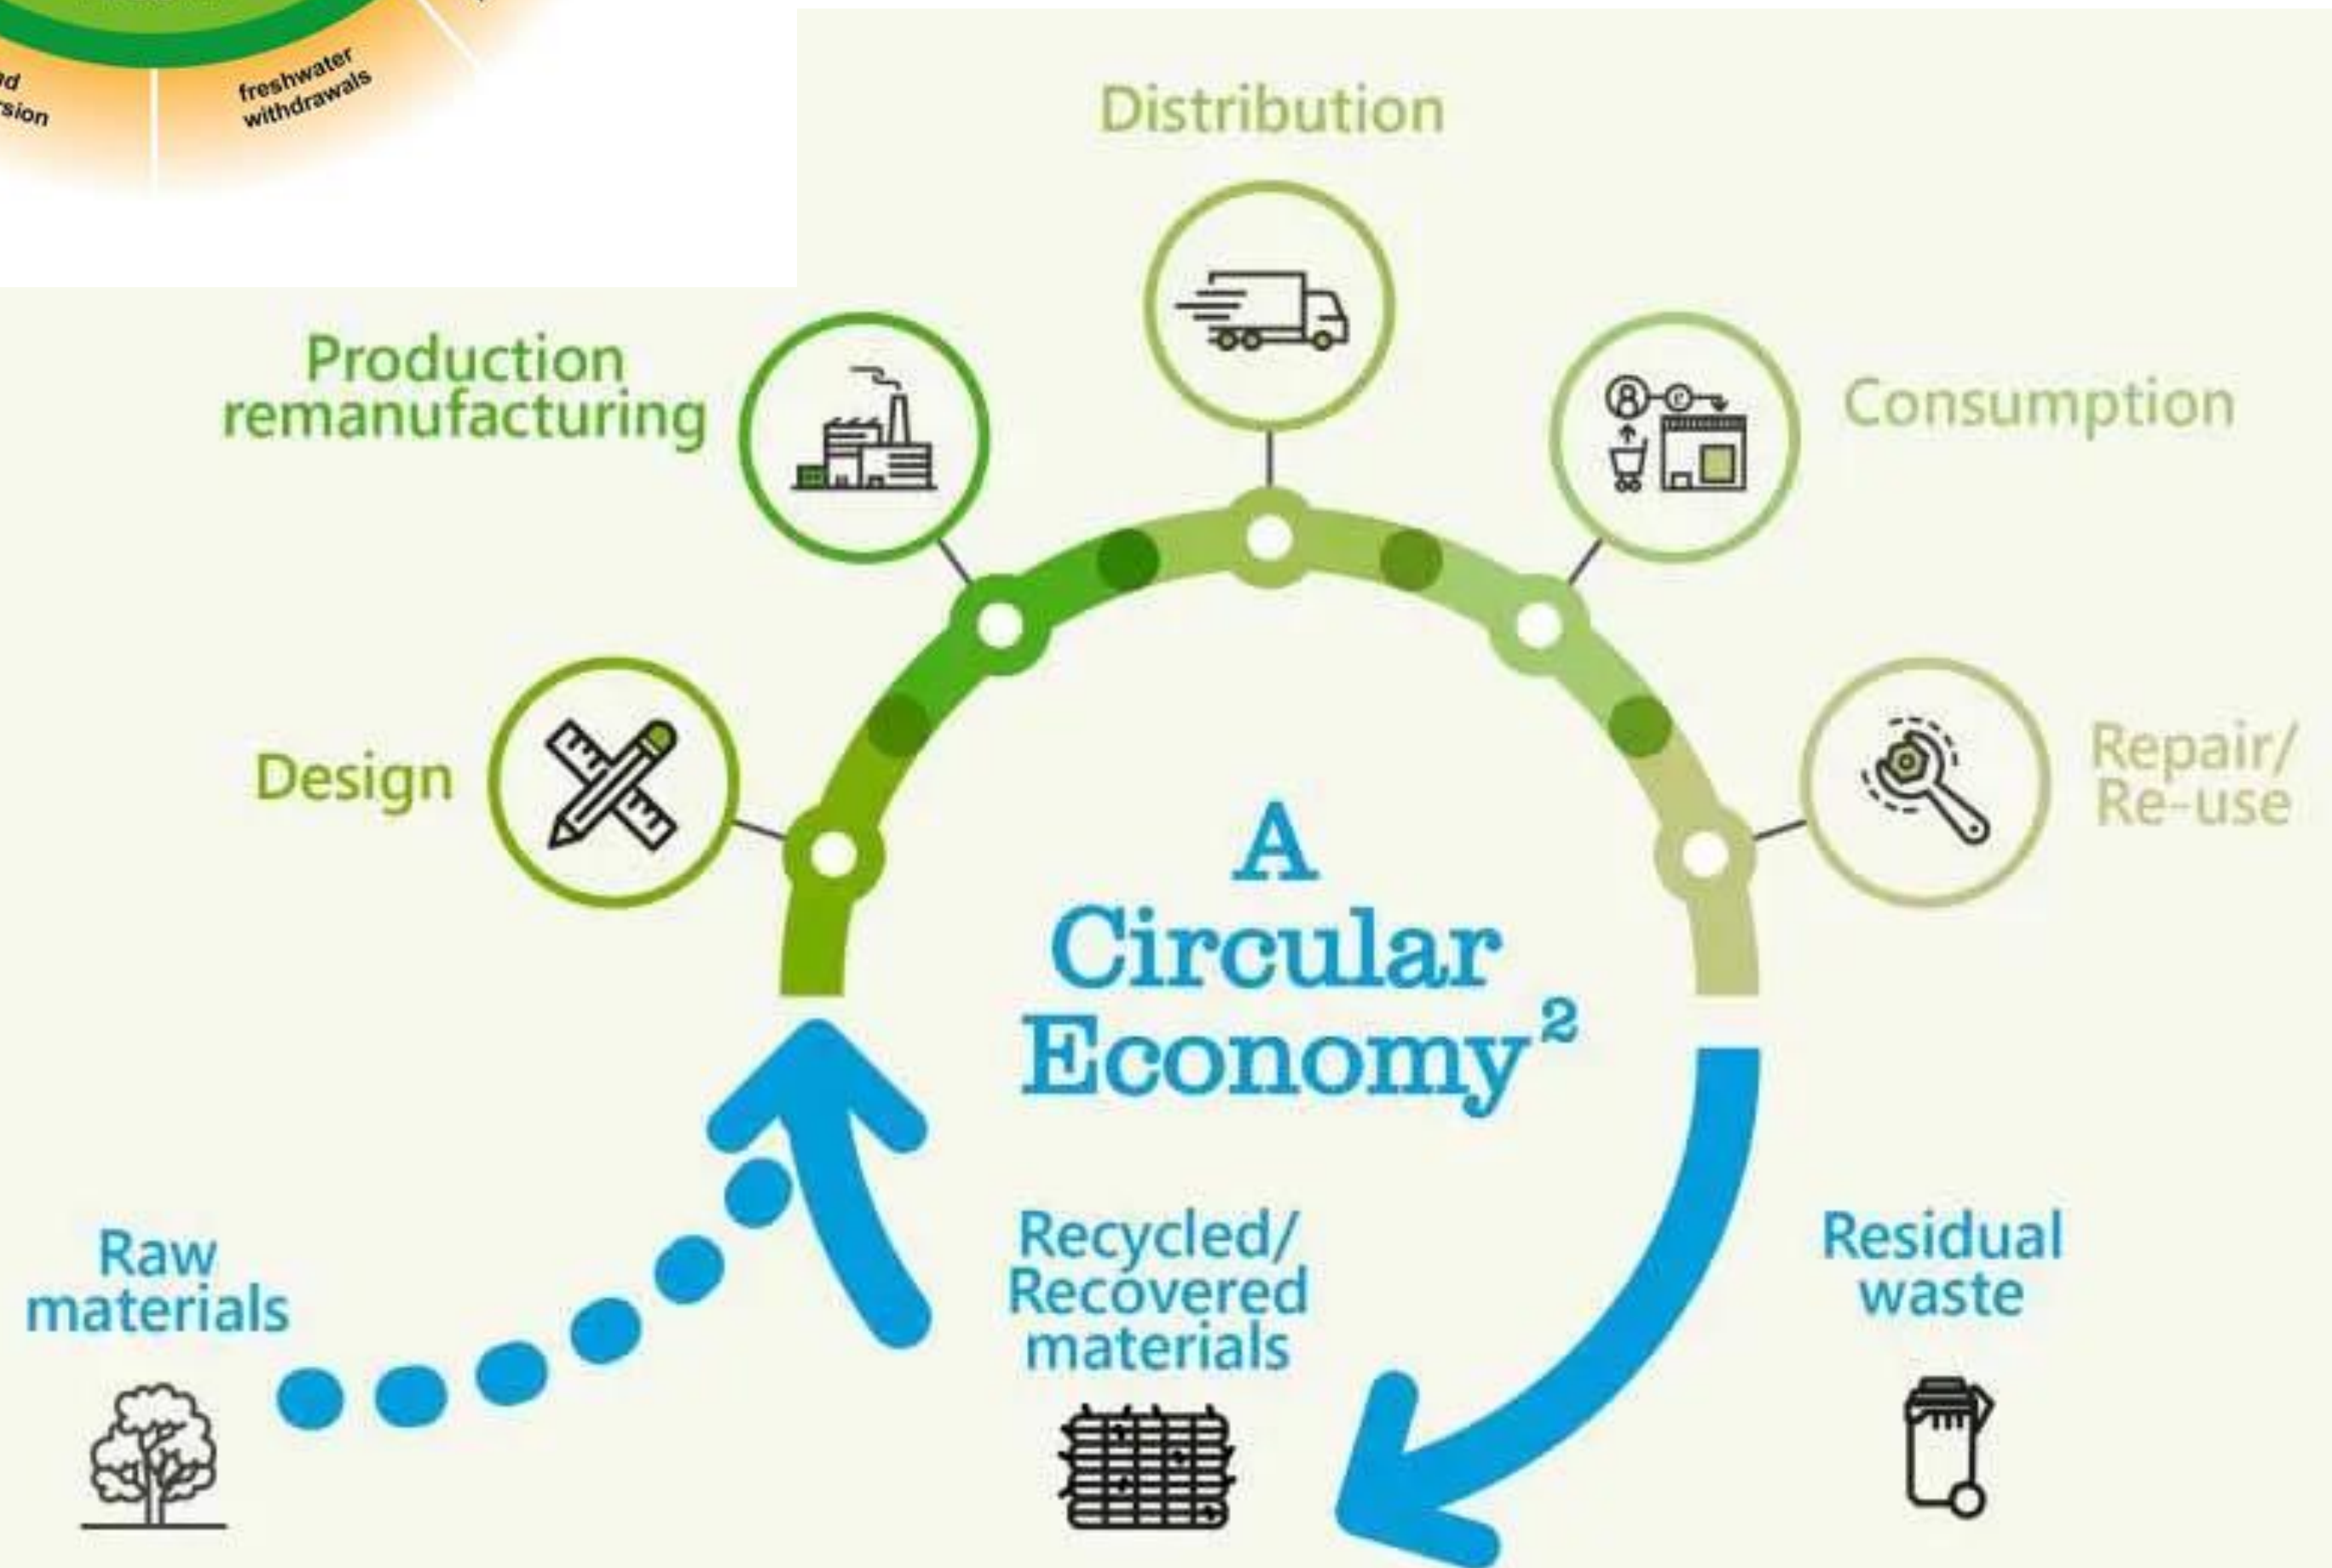 freshwater
withdrawals
Distribution
Production
remanufacturing
Consumption
Design
Repair/
Re-use
A
Circular
Economy²
Raw
materials
Recycled/
Recovered
materials
Residual
waste